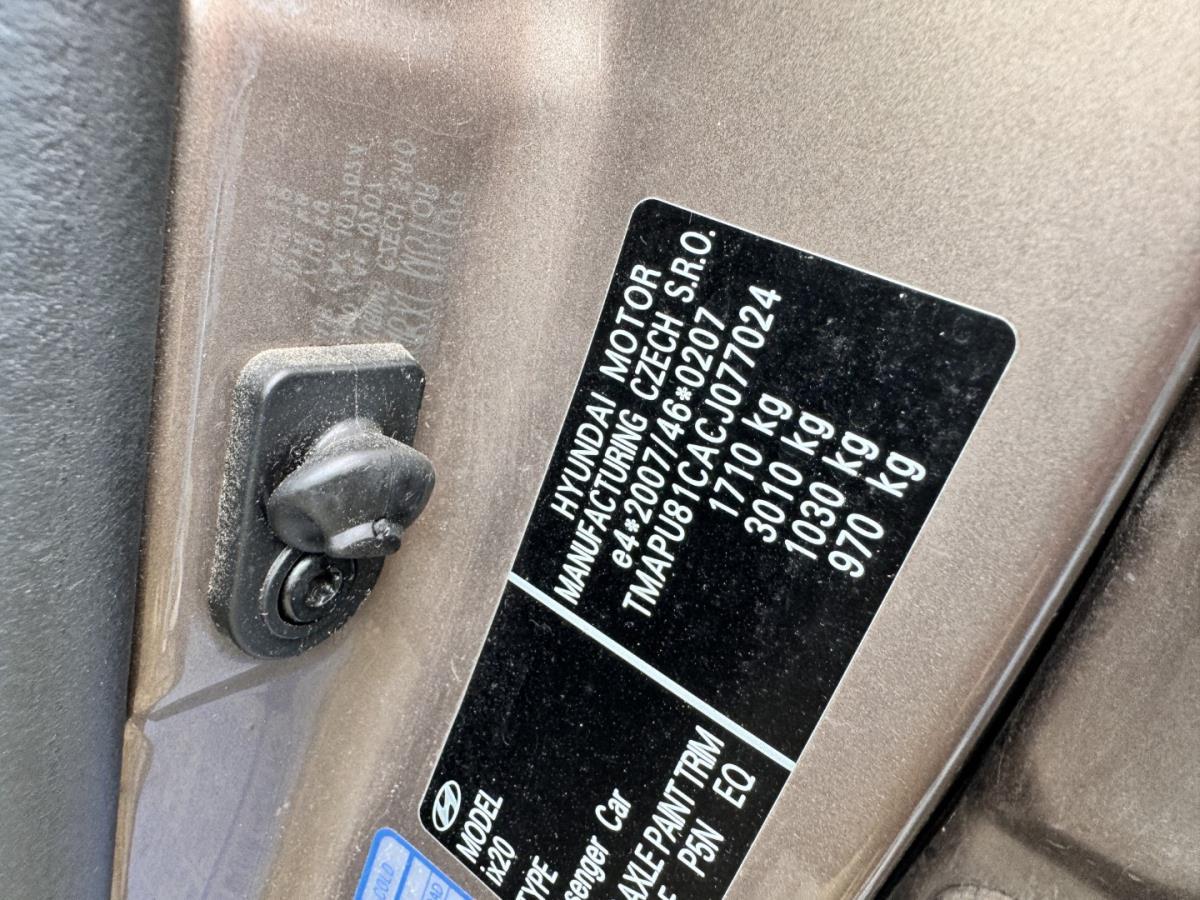 HYUNDAI MOTOR
MANUFACTURING CZECH S.R.O.
e4*2007/46*0207
TMAPU81CACJ077024
1710 kg
3010 kg
1030 kg
970 kg
MODEL
ix20
TYPE
Car
AXLE PAINT TRIM
P5N EQ
COLD